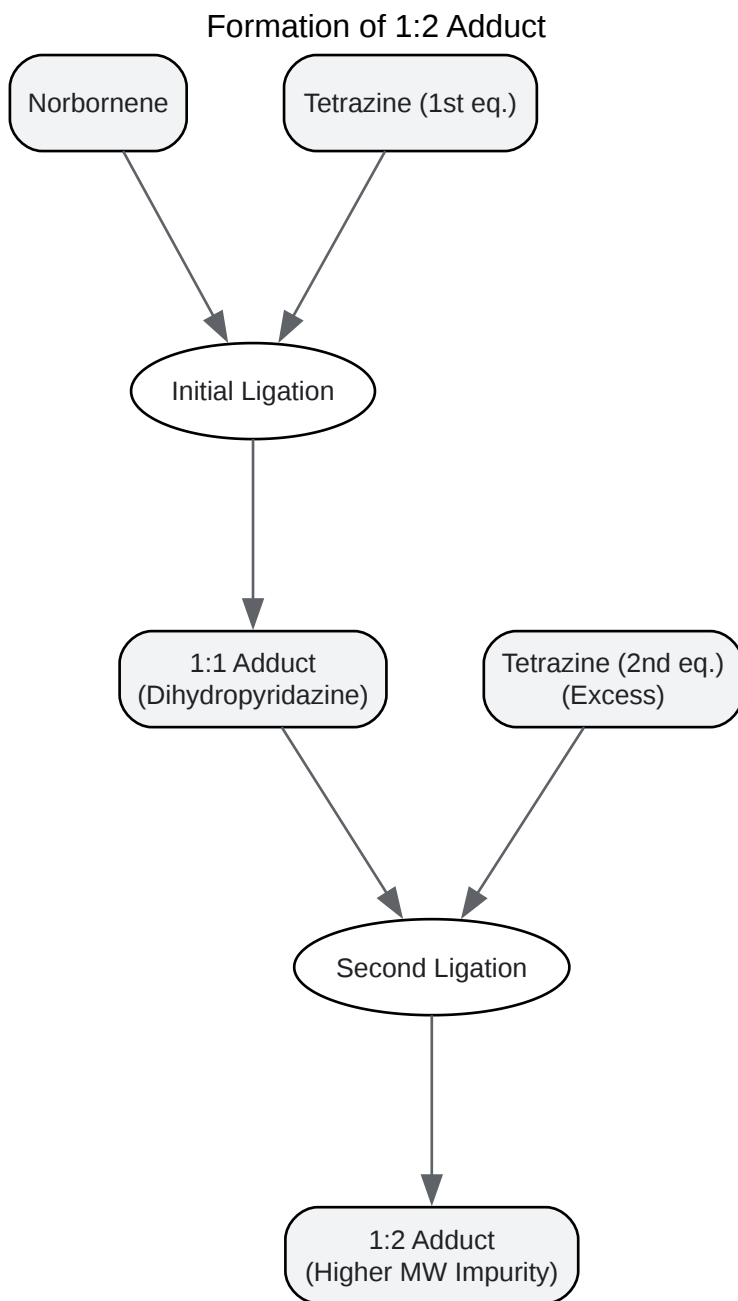 Formation of 1:2 Adduct
Norbornene
Tetrazine (1st eq.)
Initial Ligation
1:1 Adduct
(Dihydropyridazine)
Tetrazine (2nd eq.)
(Excess)
Second Ligation
1:2 Adduct
(Higher MW Impurity)